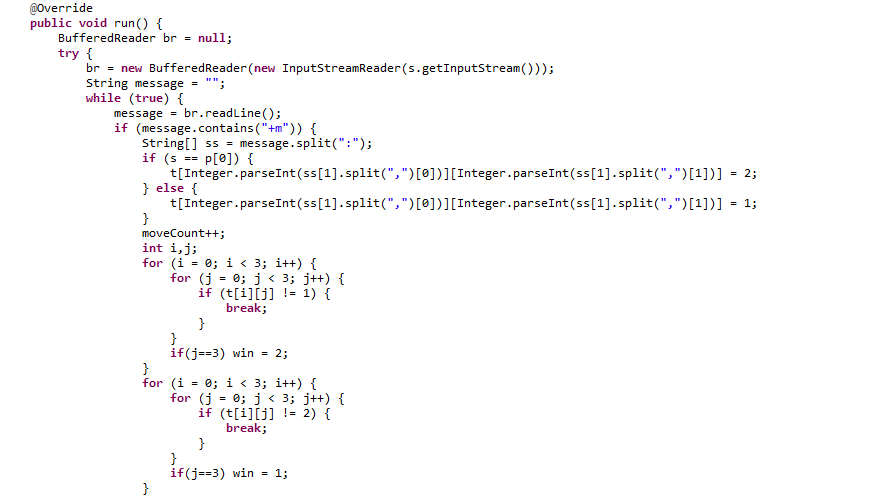 @Override
public void run() {
    BufferedReader br = null;
    try {
        br = new BufferedReader(new InputStreamReader(s.getInputStream()));
        String message = "";
        while (true) {
            message = br.readLine();
            if (message.contains("+m")) {
                String[] ss = message.split(":");
                if (s == p[0]) {
                    t[Integer.parseInt(ss[1].split(",")[0])][Integer.parseInt(ss[1].split(",")[1])] = 2;
                } else {
                    t[Integer.parseInt(ss[1].split(",")[0])][Integer.parseInt(ss[1].split(",")[1])] = 1;
                }
                moveCount++;
                int i,j;
                for (i = 0; i < 3; i++) {
                    for (j = 0; j < 3; j++) {
                        if (t[i][j] != 1) {
                            break;
                        }
                    }
                    if(j==3) win = 2;
                }
                for (i = 0; i < 3; i++) {
                    for (j = 0; j < 3; j++) {
                        if (t[i][j] != 2) {
                            break;
                        }
                    }
                    if(j==3) win = 1;
                }